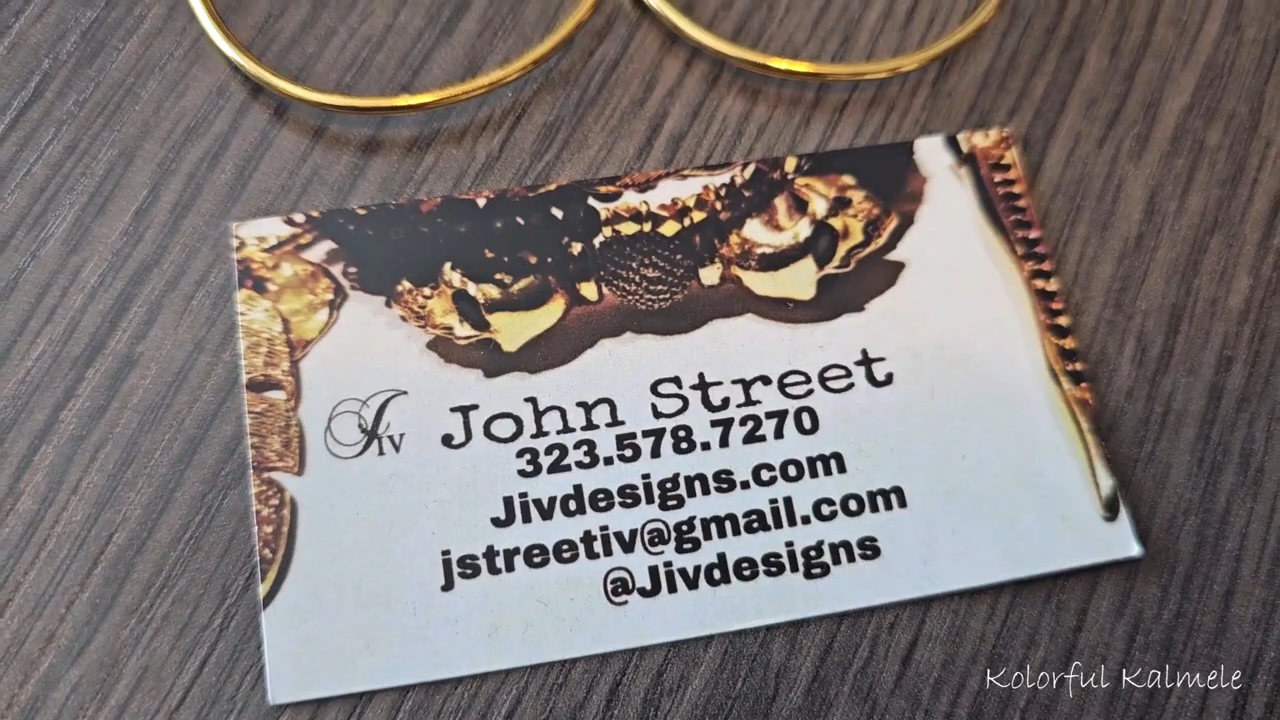 Jiv John Street
323.578.7270
Jivdesigns.com
jstreetiv@gmail.com
@Jivdesigns
Kolorful Kalmele